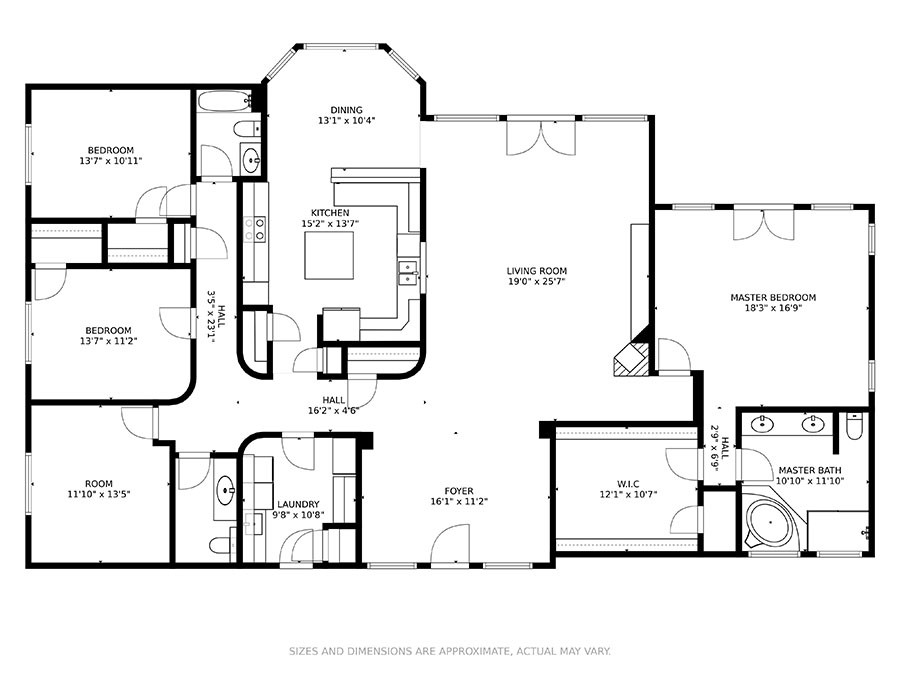 DINING
13'1" x 10'4"
BEDROOM
13'7" x 10'11"
KITCHEN
15'2" x 13'7"
LIVING ROOM
19'0" x 25'7"
MASTER BEDROOM
18'3" x 16'9"
HALL
3'5" x 23'1"
BEDROOM
13'7" x 11'2"
HALL
16'2" x 4'6"
HALL
2'9" x 6'9"
MASTER BATH
10'10" x 11'10"
ROOM
11'10" x 13'5"
W.I.C
12'1" x 10'7"
FOYER
16'1" x 11'2"
LAUNDRY
9'8" x 10'8"
SIZES AND DIMENSIONS ARE APPROXIMATE, ACTUAL MAY VARY.